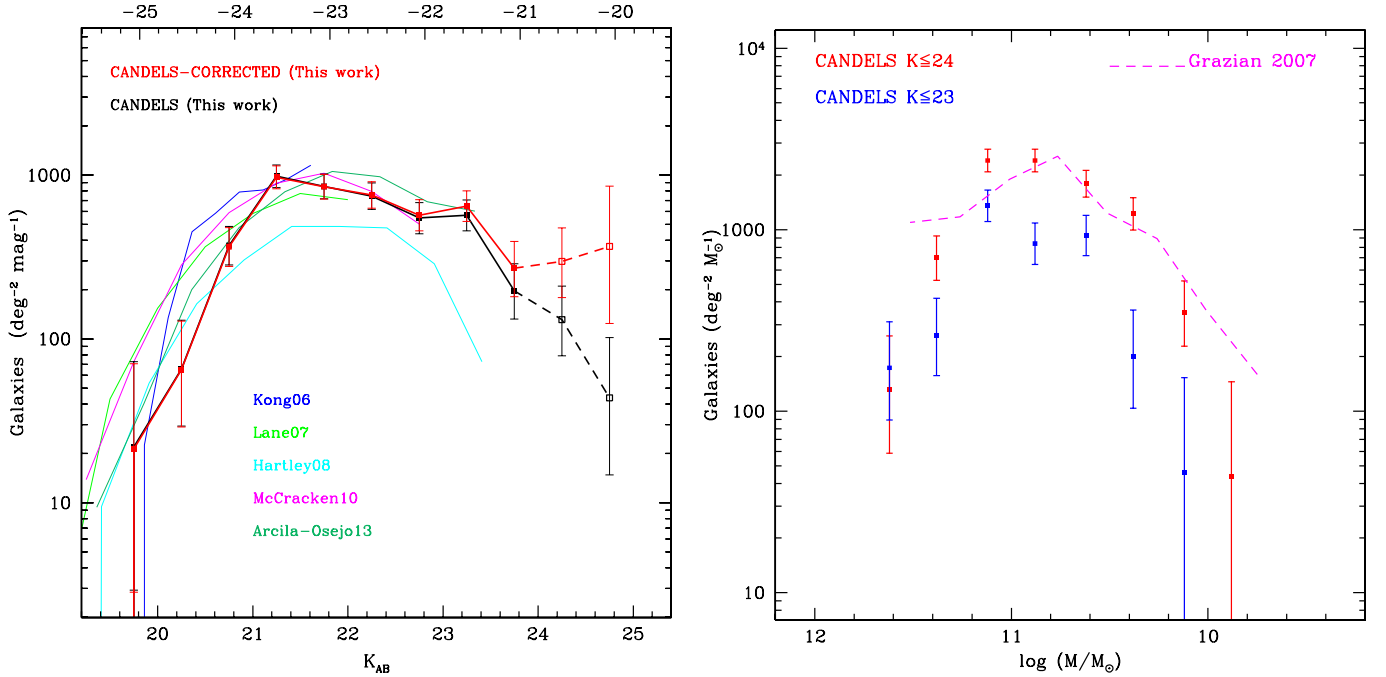 −25 −24 −23 −22 −21 −20
CANDELS−CORRECTED (This work)
CANDELS (This work)
1000
100
10
Galaxies (deg⁻² mag⁻¹)
Kong06
Lane07
Hartley08
McCracken10
Arcila−Osejo13
20 21 22 23 24 25
K_AB
CANDELS K≦24
CANDELS K≦23
Grazian 2007
10⁴
1000
100
10
Galaxies (deg⁻² M⊙⁻¹)
12 11 10
log (M/M⊙)